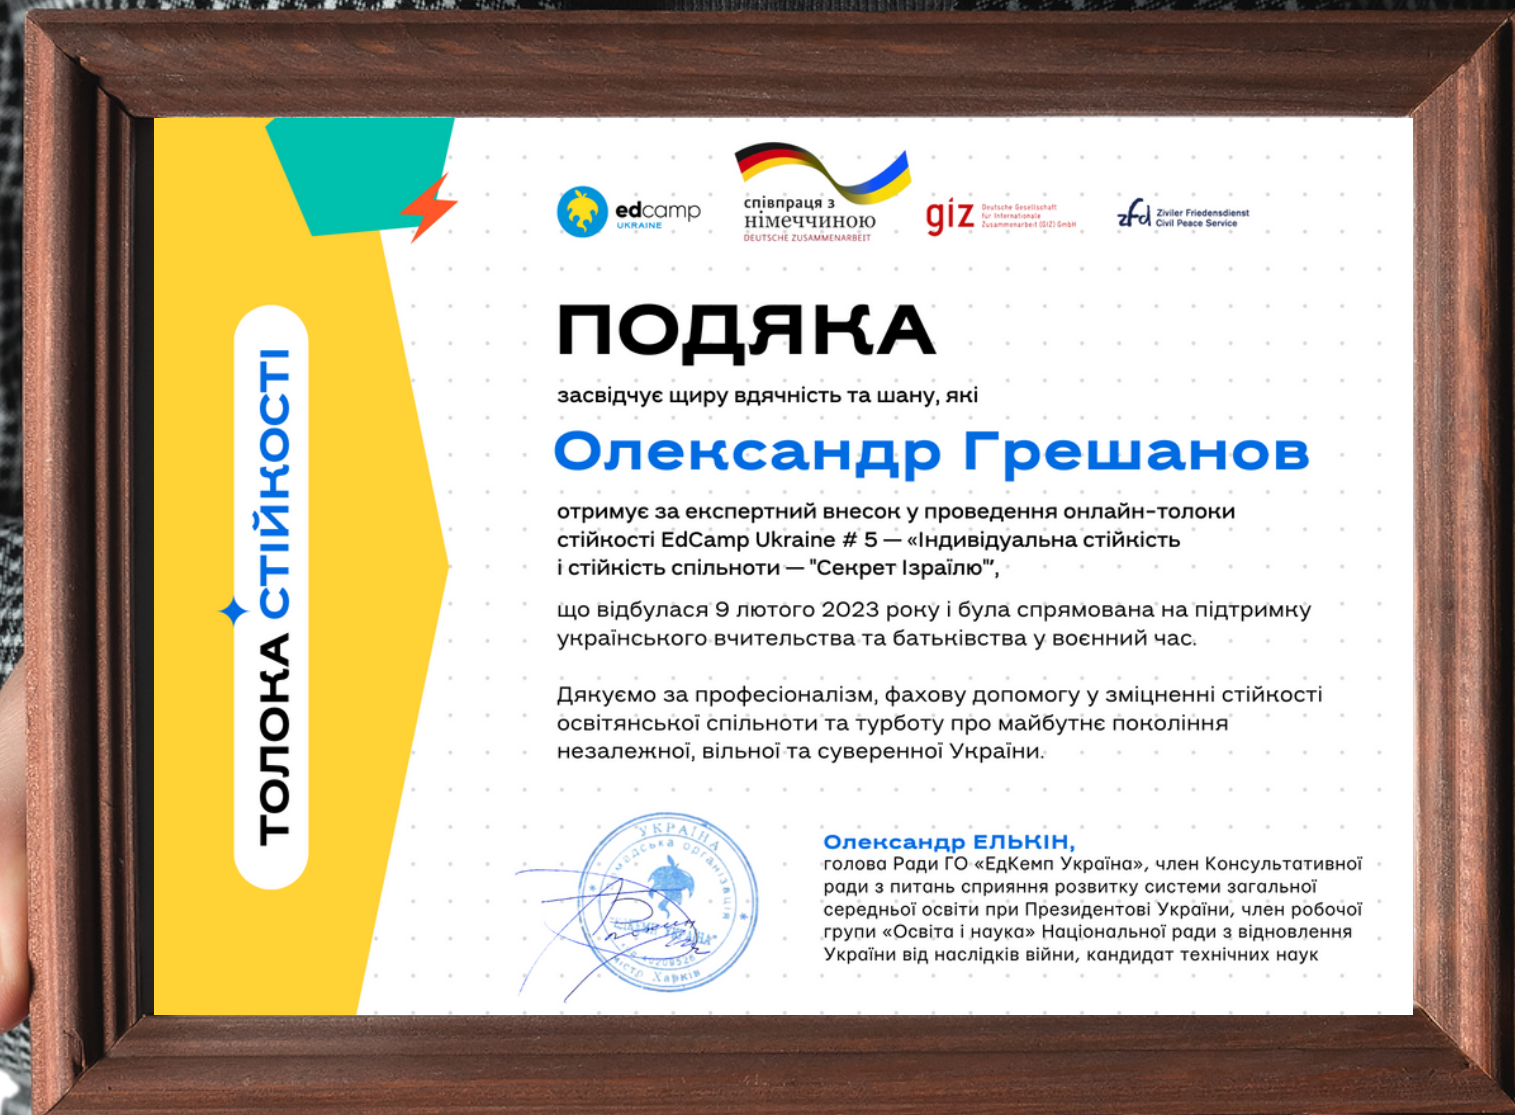 edcamp
UKRAINE
співпраця з
німеччиною
DEUTSCHE ZUSAMMENARBEIT
giz
Deutsche Gesellschaft
für Internationale
Zusammenarbeit (GIZ) GmbH
zfd
Ziviler Friedensdienst
Civil Peace Service
ТОЛОКА СТІЙКОСТІ
ПОДЯКА
засвідчує щиру вдячність та шану, які
Олександр Грешанов
отримує за експертний внесок у проведення онлайн-толоки
стійкості EdCamp Ukraine # 5 — «Індивідуальна стійкість
і стійкість спільноти — "Секрет Ізраїлю"',
що відбулася 9 лютого 2023 року і була спрямована на підтримку
українського вчительства та батьківства у воєнний час.
Дякуємо за професіоналізм, фахову допомогу у зміцненні стійкості
освітянської спільноти та турботу про майбутнє покоління
незалежної, вільної та суверенної України.
УКРАЇНА
громадська організація
місто Харків
Олександр ЕЛЬКІН,
голова Ради ГО «ЕдКемп Україна», член Консультативної
ради з питань сприяння розвитку системи загальної
середньої освіти при Президентові України, член робочої
групи «Освіта і наука» Національної ради з відновлення
України від наслідків війни, кандидат технічних наук